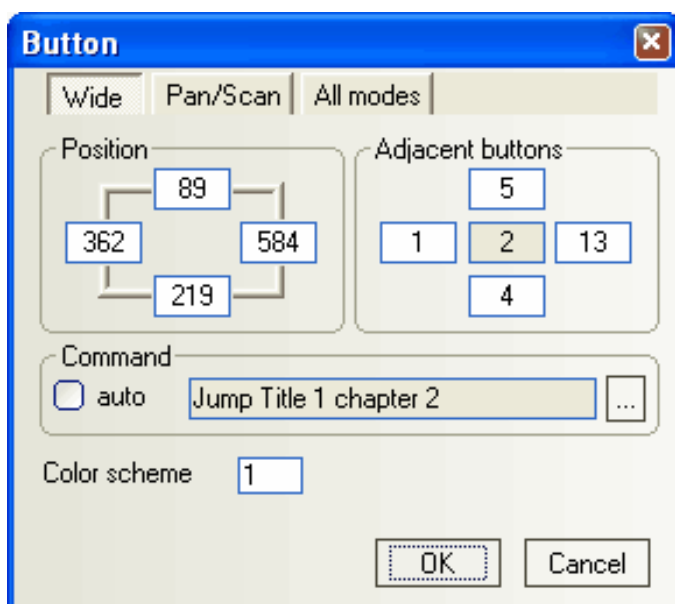 Button
Wide Pan/Scan All modes
Position Adjacent buttons
89 5
362 584 1 2 13
219 4
Command
auto Jump Title 1 chapter 2 ...
Color scheme 1
OK Cancel